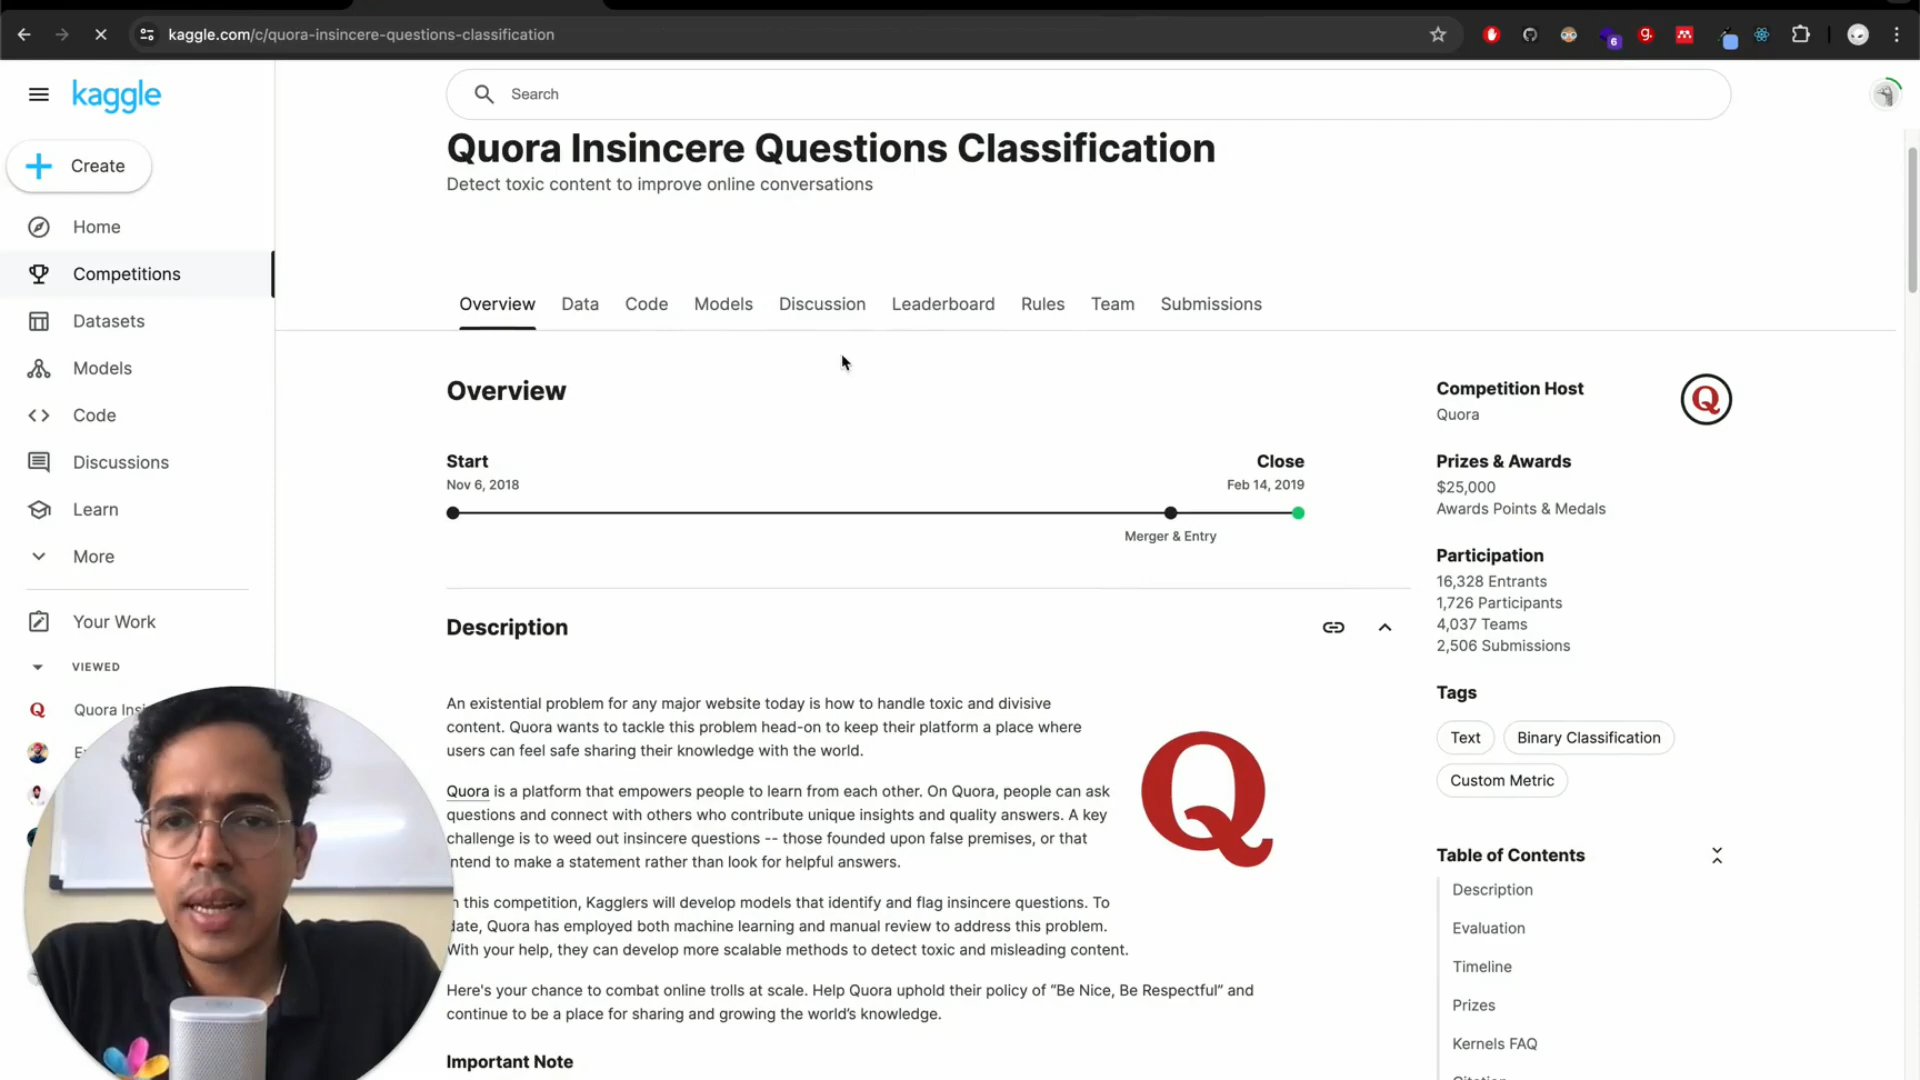 kaggle.com/c/quora-insincere-questions-classification
6
g.
kaggle
Search
Create
Home
Competitions
Datasets
Models
Code
Discussions
Learn
More
Your Work
VIEWED
Q
Quora Insi
Quora Insincere Questions Classification
Detect toxic content to improve online conversations
Overview Data Code Models Discussion Leaderboard Rules Team Submissions
Overview
Start Close
Nov 6, 2018 Feb 14, 2019
Merger & Entry
Description
An existential problem for any major website today is how to handle toxic and divisive
content. Quora wants to tackle this problem head-on to keep their platform a place where
users can feel safe sharing their knowledge with the world.
Quora is a platform that empowers people to learn from each other. On Quora, people can ask
questions and connect with others who contribute unique insights and quality answers. A key
challenge is to weed out insincere questions -- those founded upon false premises, or that
intend to make a statement rather than look for helpful answers.
Q
n this competition, Kagglers will develop models that identify and flag insincere questions. To
date, Quora has employed both machine learning and manual review to address this problem.
With your help, they can develop more scalable methods to detect toxic and misleading content.
Here's your chance to combat online trolls at scale. Help Quora uphold their policy of “Be Nice, Be Respectful” and
continue to be a place for sharing and growing the world’s knowledge.
Important Note
Competition Host
Quora
Q
Prizes & Awards
$25,000
Awards Points & Medals
Participation
16,328 Entrants
1,726 Participants
4,037 Teams
2,506 Submissions
Tags
Text Binary Classification
Custom Metric
Table of Contents
Description
Evaluation
Timeline
Prizes
Kernels FAQ